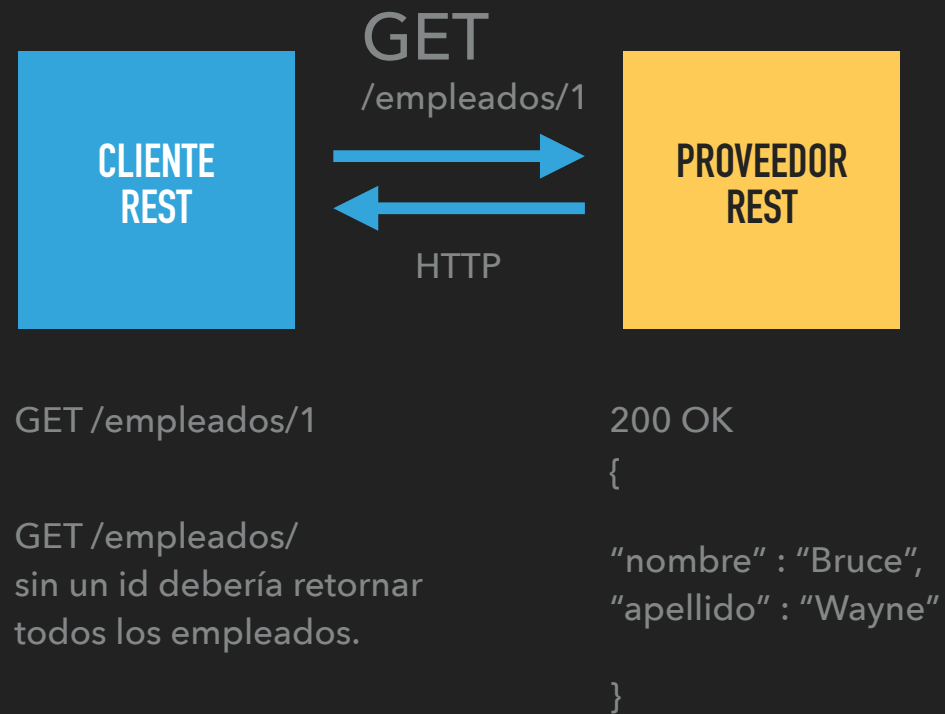 GET
/empleados/1
CLIENTE
REST
PROVEEDOR
REST
HTTP
GET /empleados/1
GET /empleados/
sin un id debería retornar
todos los empleados.
200 OK
{
“nombre” : “Bruce”,
“apellido” : “Wayne”
}